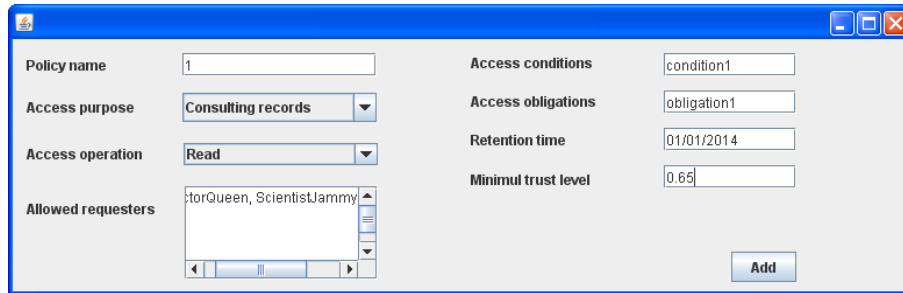 Policy name 1
Access purpose Consulting records
Access operation Read
Allowed requesters ctorQueen, ScientistJammy
Access conditions condition1
Access obligations obligation1
Retention time 01/01/2014
Minimul trust level 0.65
Add